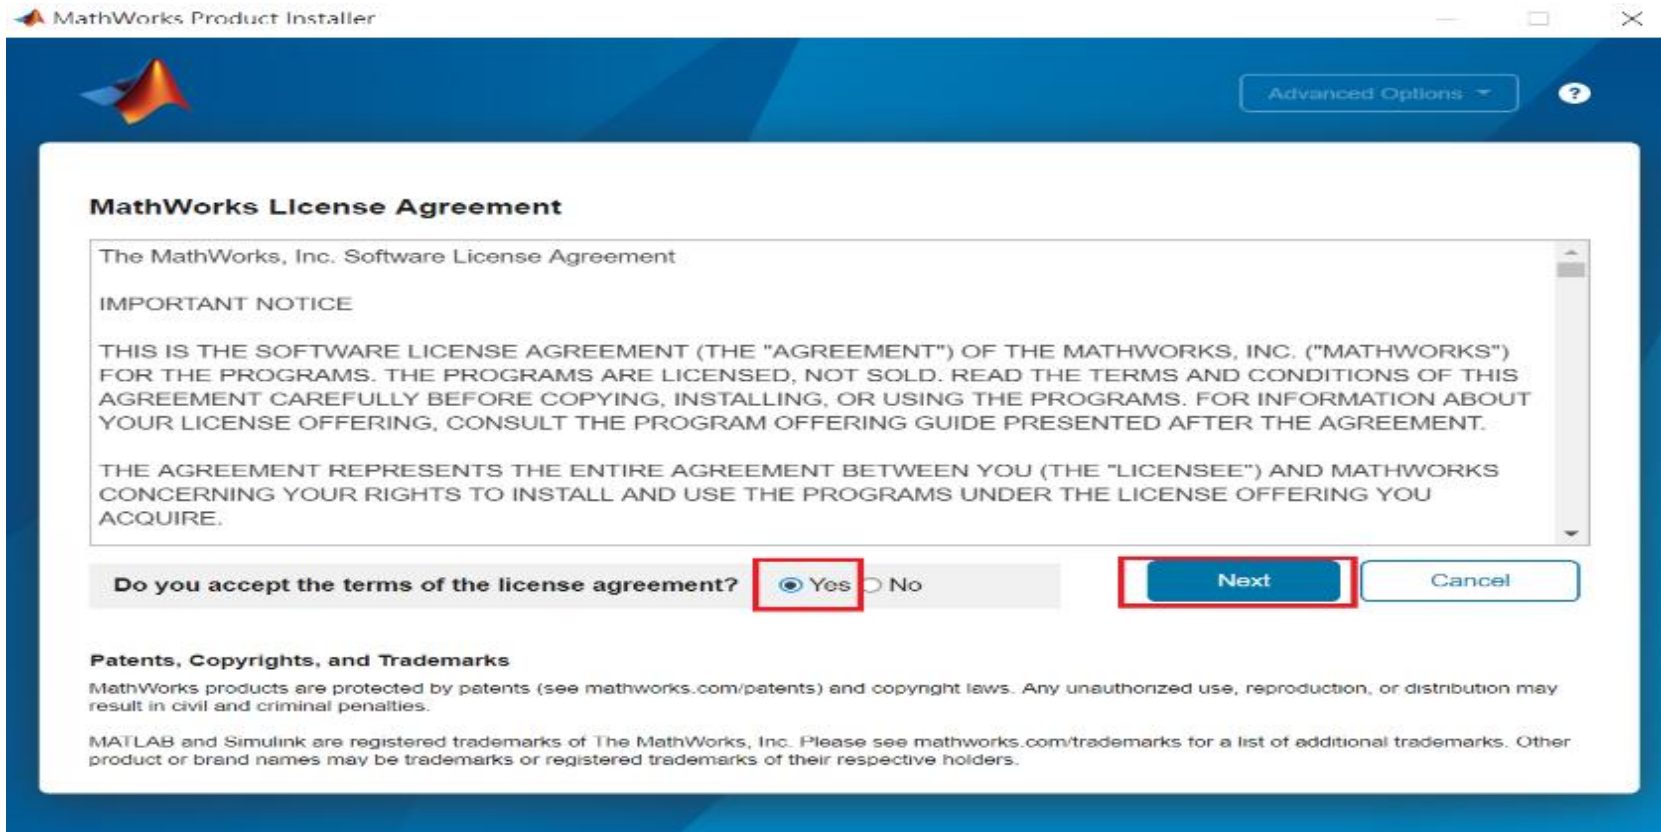 MathWorks Product Installer
Advanced Options
?
MathWorks License Agreement
The MathWorks, Inc. Software License Agreement
IMPORTANT NOTICE
THIS IS THE SOFTWARE LICENSE AGREEMENT (THE "AGREEMENT") OF THE MATHWORKS, INC. ("MATHWORKS")
FOR THE PROGRAMS. THE PROGRAMS ARE LICENSED, NOT SOLD. READ THE TERMS AND CONDITIONS OF THIS
AGREEMENT CAREFULLY BEFORE COPYING, INSTALLING, OR USING THE PROGRAMS. FOR INFORMATION ABOUT
YOUR LICENSE OFFERING, CONSULT THE PROGRAM OFFERING GUIDE PRESENTED AFTER THE AGREEMENT.
THE AGREEMENT REPRESENTS THE ENTIRE AGREEMENT BETWEEN YOU (THE "LICENSEE") AND MATHWORKS
CONCERNING YOUR RIGHTS TO INSTALL AND USE THE PROGRAMS UNDER THE LICENSE OFFERING YOU
ACQUIRE.
Do you accept the terms of the license agreement? Yes No
Next
Cancel
Patents, Copyrights, and Trademarks
MathWorks products are protected by patents (see mathworks.com/patents) and copyright laws. Any unauthorized use, reproduction, or distribution may
result in civil and criminal penalties.
MATLAB and Simulink are registered trademarks of The MathWorks, Inc. Please see mathworks.com/trademarks for a list of additional trademarks. Other
product or brand names may be trademarks or registered trademarks of their respective holders.